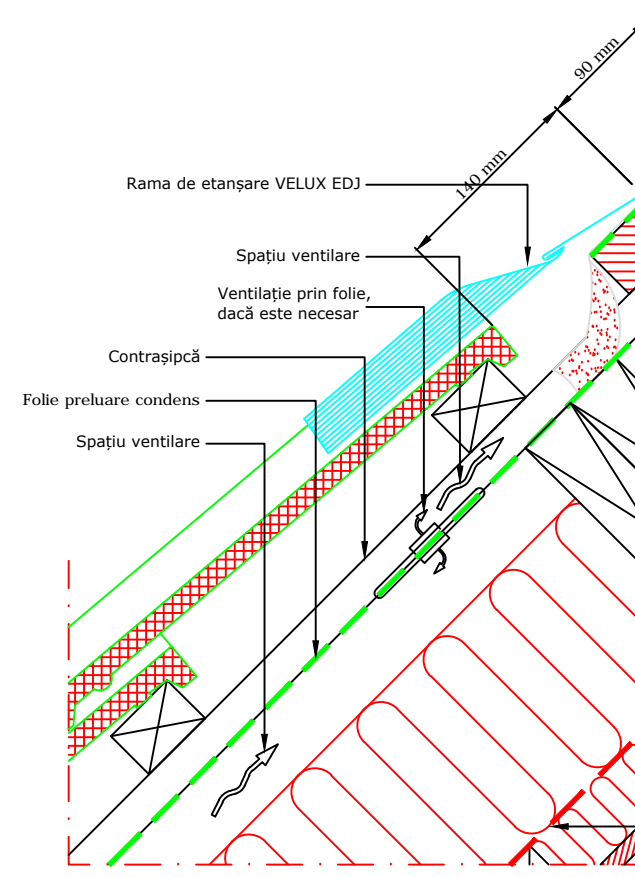 90 mm
140 mm
Rama de etanșare VELUX EDJ
Spațiu ventilare
Ventilație prin folie,
dacă este necesar
Contrașipcă
Folie preluare condens
Spațiu ventilare